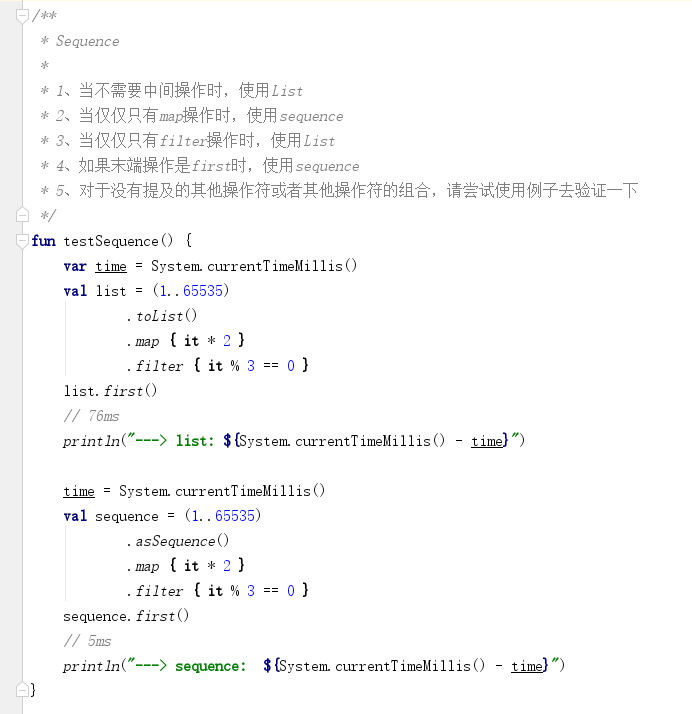 /**
 * Sequence
 *
 * 1、当不需要中间操作时，使用List
 * 2、当仅仅只有map操作时，使用sequence
 * 3、当仅仅只有filter操作时，使用List
 * 4、如果末端操作是first时，使用sequence
 * 5、对于没有提及的其他操作符或者其他操作符的组合，请尝试使用例子去验证一下
 */
fun testSequence() {
    var time = System.currentTimeMillis()
    val list = (1..65535)
            .toList()
            .map { it * 2 }
            .filter { it % 3 == 0 }
    list.first()
    // 76ms
    println("---> list: ${System.currentTimeMillis() - time}")

    time = System.currentTimeMillis()
    val sequence = (1..65535)
            .asSequence()
            .map { it * 2 }
            .filter { it % 3 == 0 }
    sequence.first()
    // 5ms
    println("---> sequence:  ${System.currentTimeMillis() - time}")
}